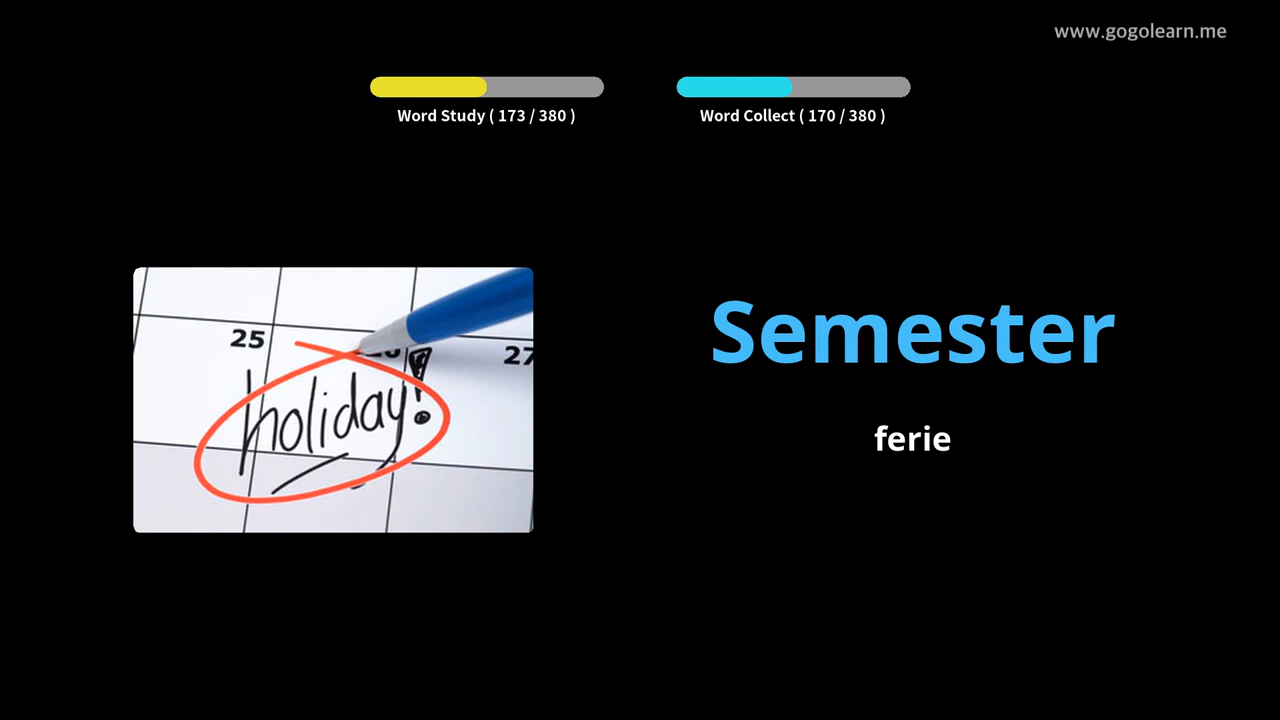 www.gogolearn.me
Word Study ( 173 / 380 )
Word Collect ( 170 / 380 )
25
27
holiday!
Semester
ferie